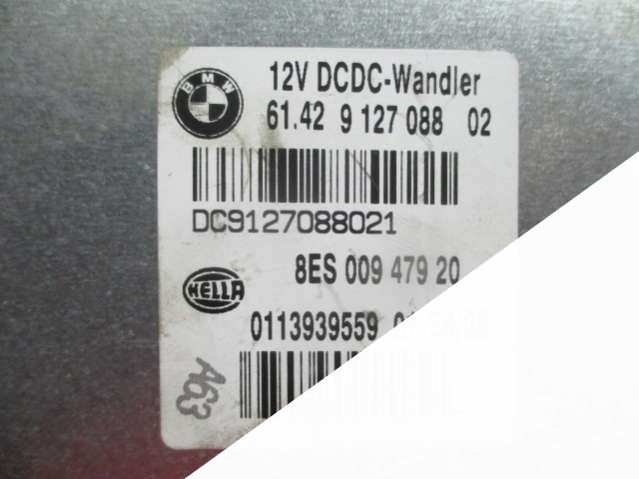 BMW
12V DCDC-Wandler
61.42 9 127 088 02
DC9127088021
8ES 009 479 20
HELLA
0113939559
A63